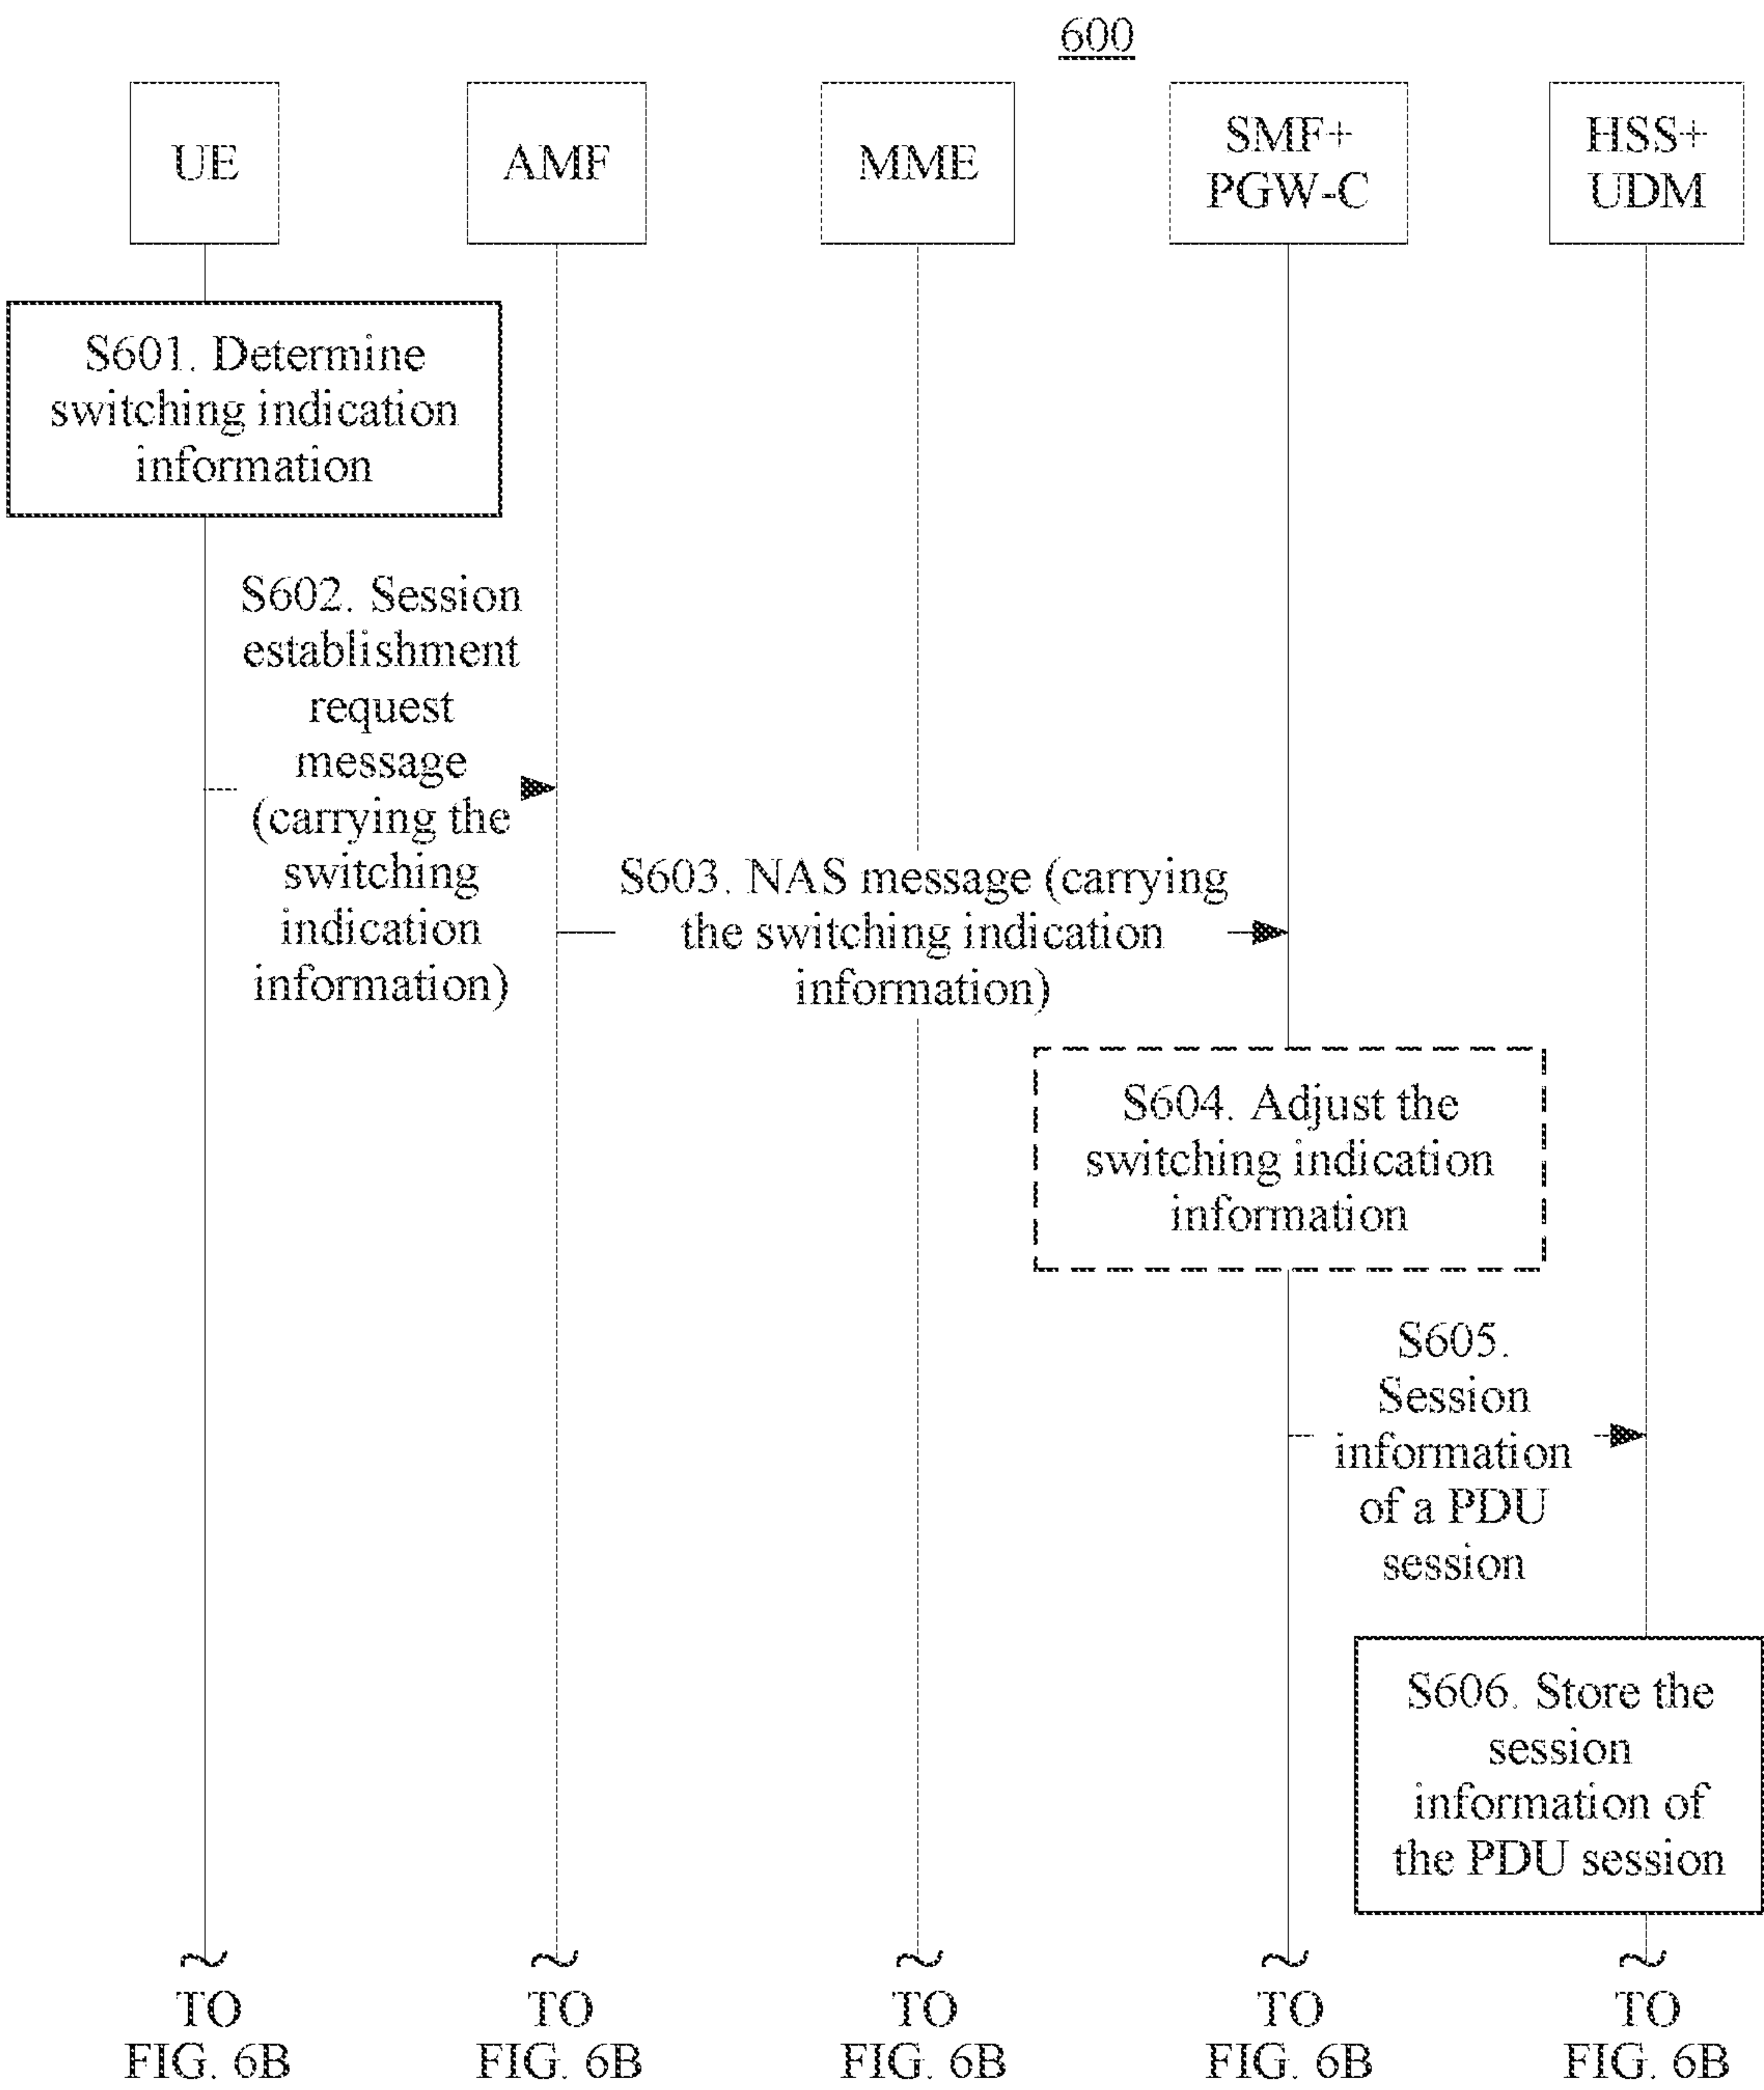 600
UE
AMF
MME
SMF+
PGW-C
HSS+
UDM
S601. Determine
switching indication
information
S602. Session
establishment
request
message
(carrying the
switching
indication
information)
S603. NAS message (carrying
the switching indication
information)
S604. Adjust the
switching indication
information
S605.
Session
information
of a PDU
session
S606. Store the
session
information of
the PDU session
TO
FIG. 6B
TO
FIG. 6B
TO
FIG. 6B
TO
FIG. 6B
TO
FIG. 6B